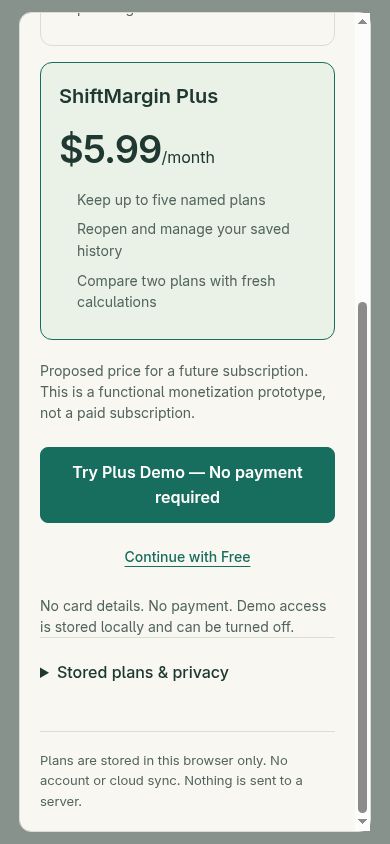 ShiftMargin Plus
$5.99/month
Keep up to five named plans
Reopen and manage your saved
history
Compare two plans with fresh
calculations
Proposed price for a future subscription.
This is a functional monetization prototype,
not a paid subscription.
Try Plus Demo — No payment
required
Continue with Free
No card details. No payment. Demo access
is stored locally and can be turned off.
Stored plans & privacy
Plans are stored in this browser only. No
account or cloud sync. Nothing is sent to a
server.